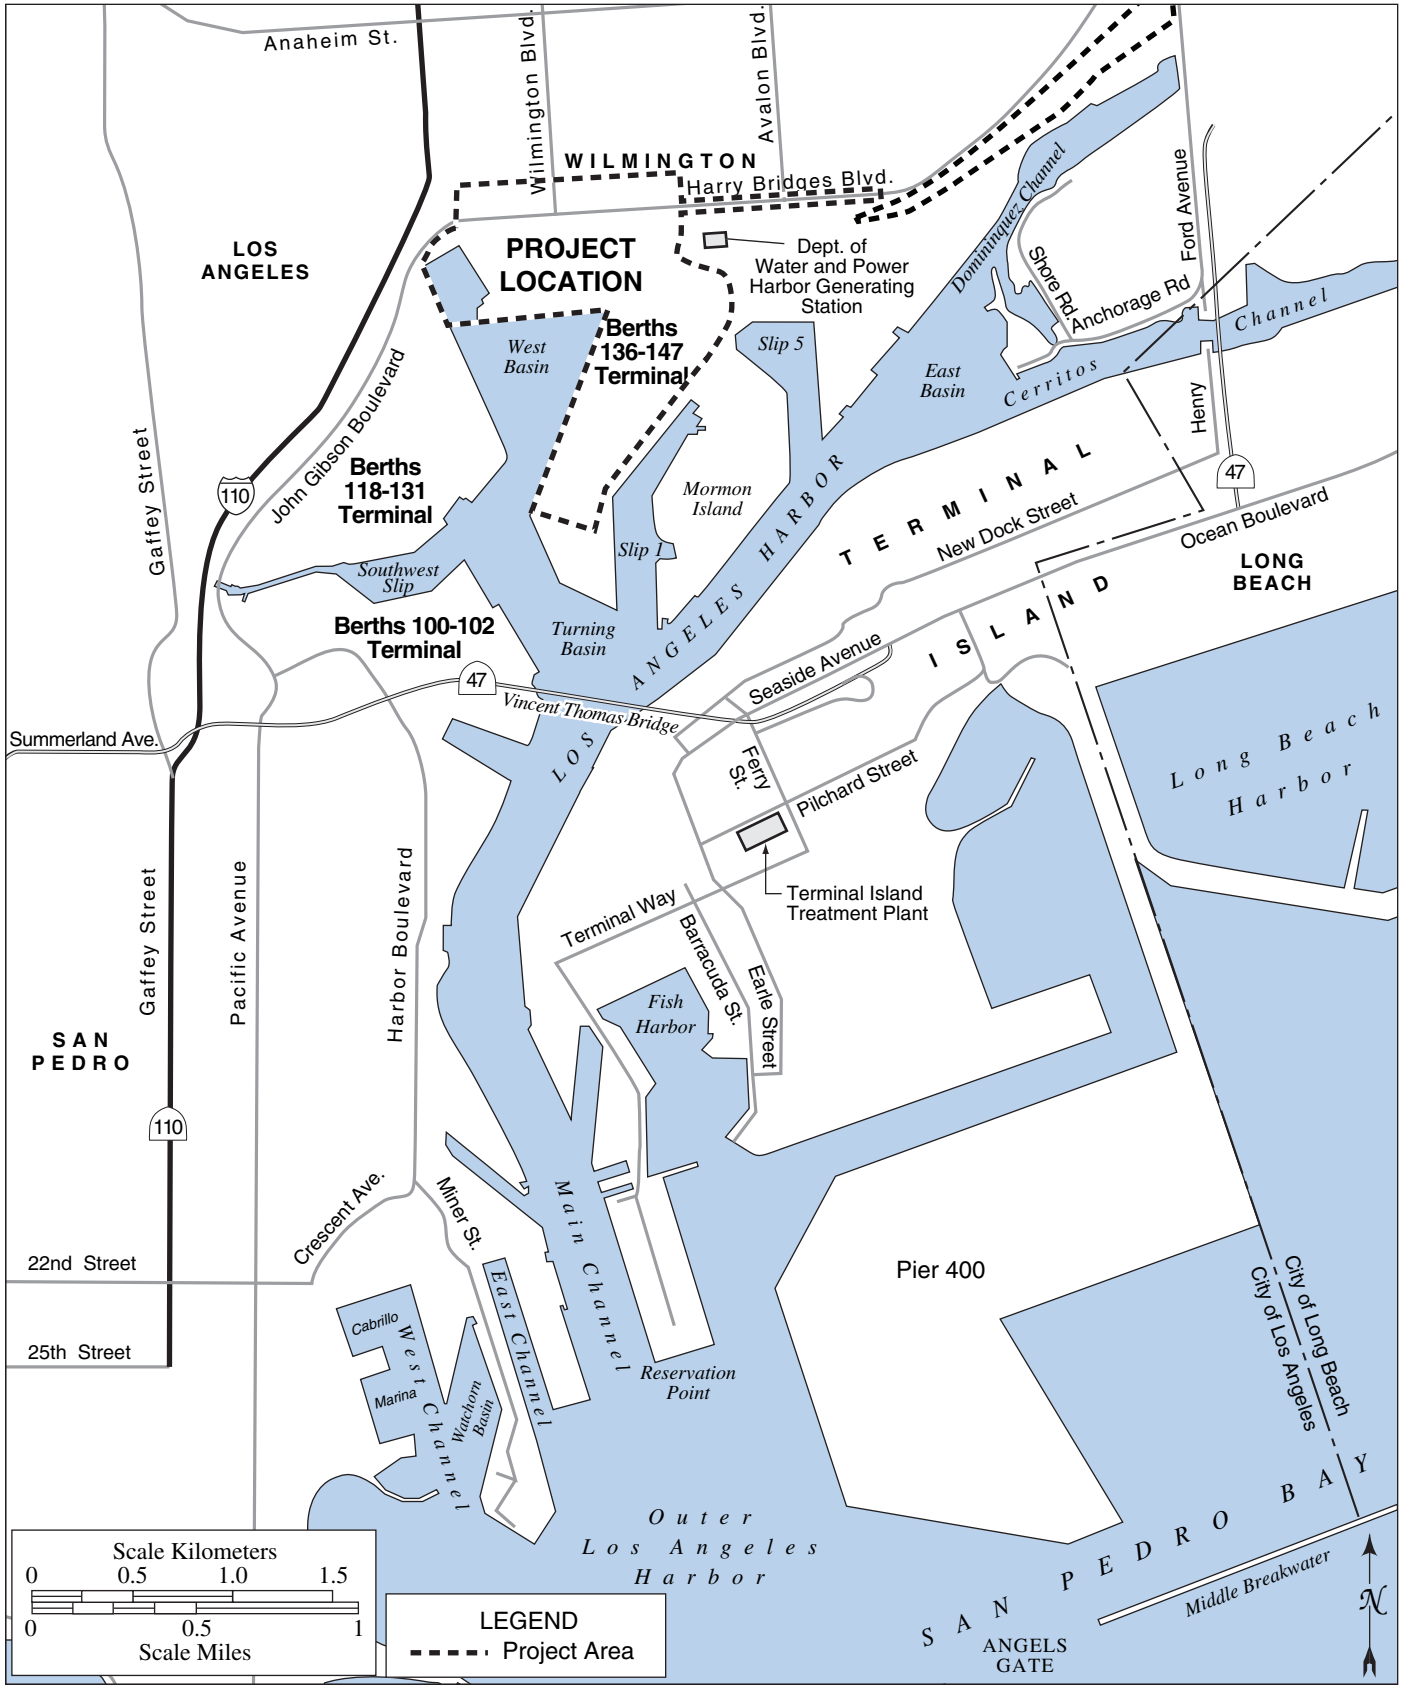 Anaheim St.
Wilmington Blvd.
Avalon Blvd.
WILMINGTON
Harry Bridges Blvd.
LOS
ANGELES
PROJECT
LOCATION
Dept. of
Water and Power
Harbor Generating
Station
Dominquez Channel
Ford Avenue
Shore Rd.
Anchorage Rd
Cerritos
Channel
West
Basin
Berths
136-147
Terminal
Slip 5
East
Basin
Henry
47
John Gibson Boulevard
Gaffey Street
110
Berths
118-131
Terminal
Mormon
Island
Slip 1
Southwest
Slip
TERMINAL
ISLAND
New Dock Street
Ocean Boulevard
LONG
BEACH
Berths 100-102
Terminal
Turning
Basin
LOS ANGELES HARBOR
Seaside Avenue
47
Vincent Thomas Bridge
Summerland Ave.
Ferry
St.
Pilchard Street
Long Beach
Harbor
Gaffey Street
Pacific Avenue
Harbor Boulevard
Terminal Island
Treatment Plant
Terminal Way
Barracuda St.
Earle Street
Fish
Harbor
SAN
PEDRO
110
Crescent Ave.
Miner St.
Main Channel
22nd Street
25th Street
Pier 400
City of Long Beach
City of Los Angeles
Cabrillo
Marina
West Channel
Watchorn
Basin
East Channel
Reservation
Point
Outer
Los Angeles
Harbor
SAN PEDRO BAY
Middle Breakwater
ANGELS
GATE
N
Scale Kilometers
0 0.5 1.0 1.5
0 0.5 1
Scale Miles
LEGEND
Project Area